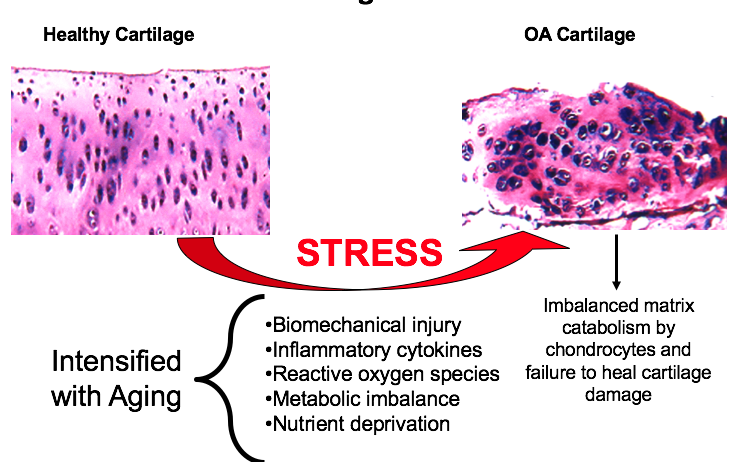 Healthy Cartilage
OA Cartilage
STRESS
Intensified
with Aging
•Biomechanical injury
•Inflammatory cytokines
•Reactive oxygen species
•Metabolic imbalance
•Nutrient deprivation
Imbalanced matrix
catabolism by
chondrocytes and
failure to heal cartilage
damage